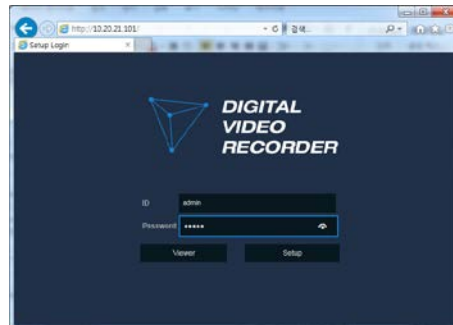 http://10.20.21.101/
검색...
Setup Login
DIGITAL
VIDEO
RECORDER
ID admin
Password •••••
Viewer Setup